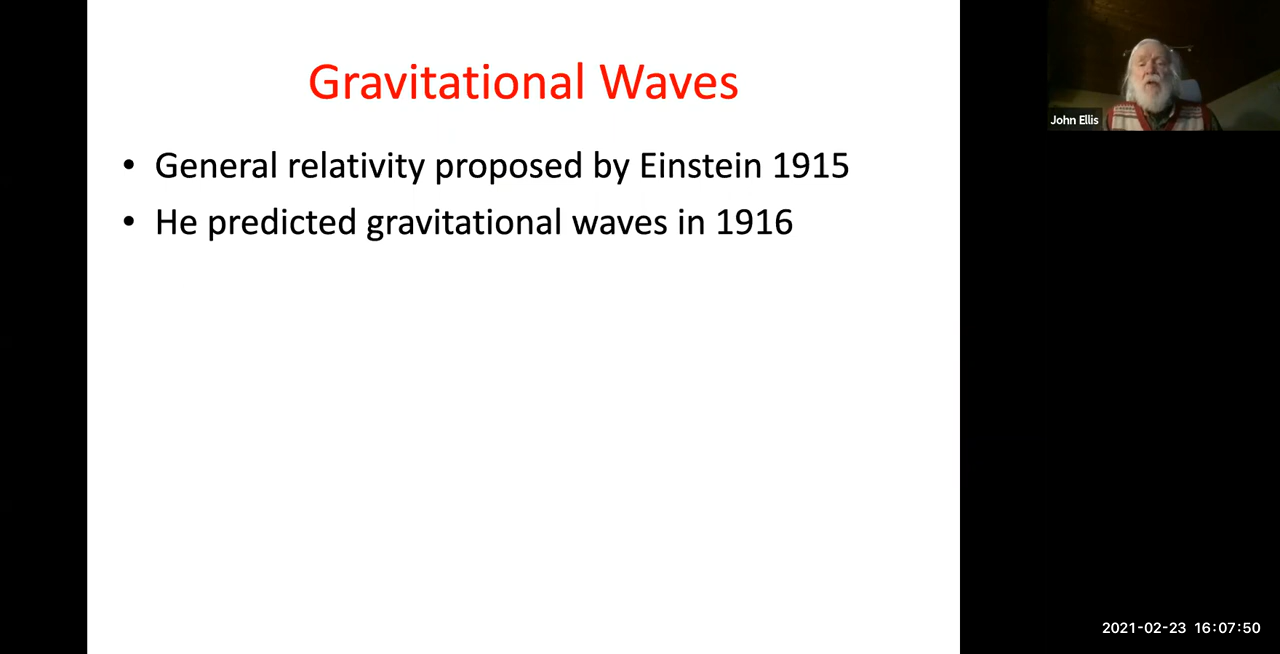 Gravitational Waves
• General relativity proposed by Einstein 1915
• He predicted gravitational waves in 1916
John Ellis
2021-02-23 16:07:50